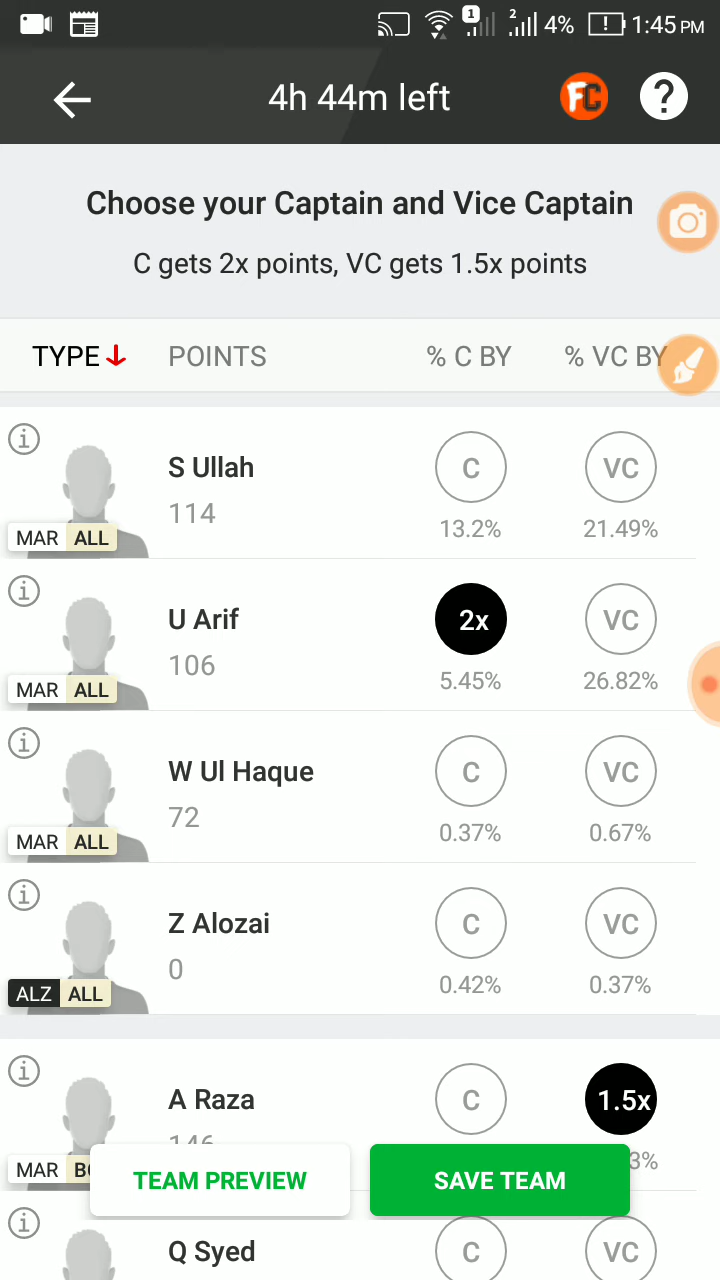 1 2 4% 1:45 PM
4h 44m left FC ?
Choose your Captain and Vice Captain
C gets 2x points, VC gets 1.5x points
TYPE POINTS % C BY % VC BY
S Ullah C VC
114 13.2% 21.49%
MAR ALL
U Arif 2x VC
106 5.45% 26.82%
MAR ALL
W Ul Haque C VC
72 0.37% 0.67%
MAR ALL
Z Alozai C VC
0 0.42% 0.37%
ALZ ALL
A Raza C 1.5x
146 3%
MAR
TEAM PREVIEW SAVE TEAM
Q Syed C VC